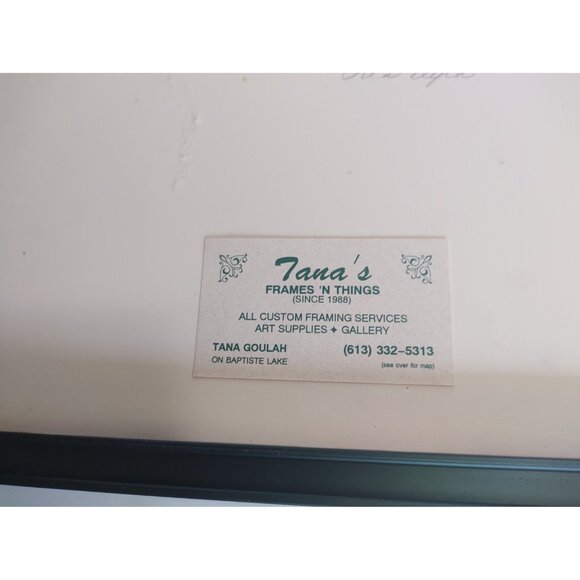 Tana's
FRAMES 'N THINGS
(SINCE 1988)
ALL CUSTOM FRAMING SERVICES
ART SUPPLIES ✦ GALLERY
TANA GOULAH (613) 332–5313
ON BAPTISTE LAKE (see over for map)